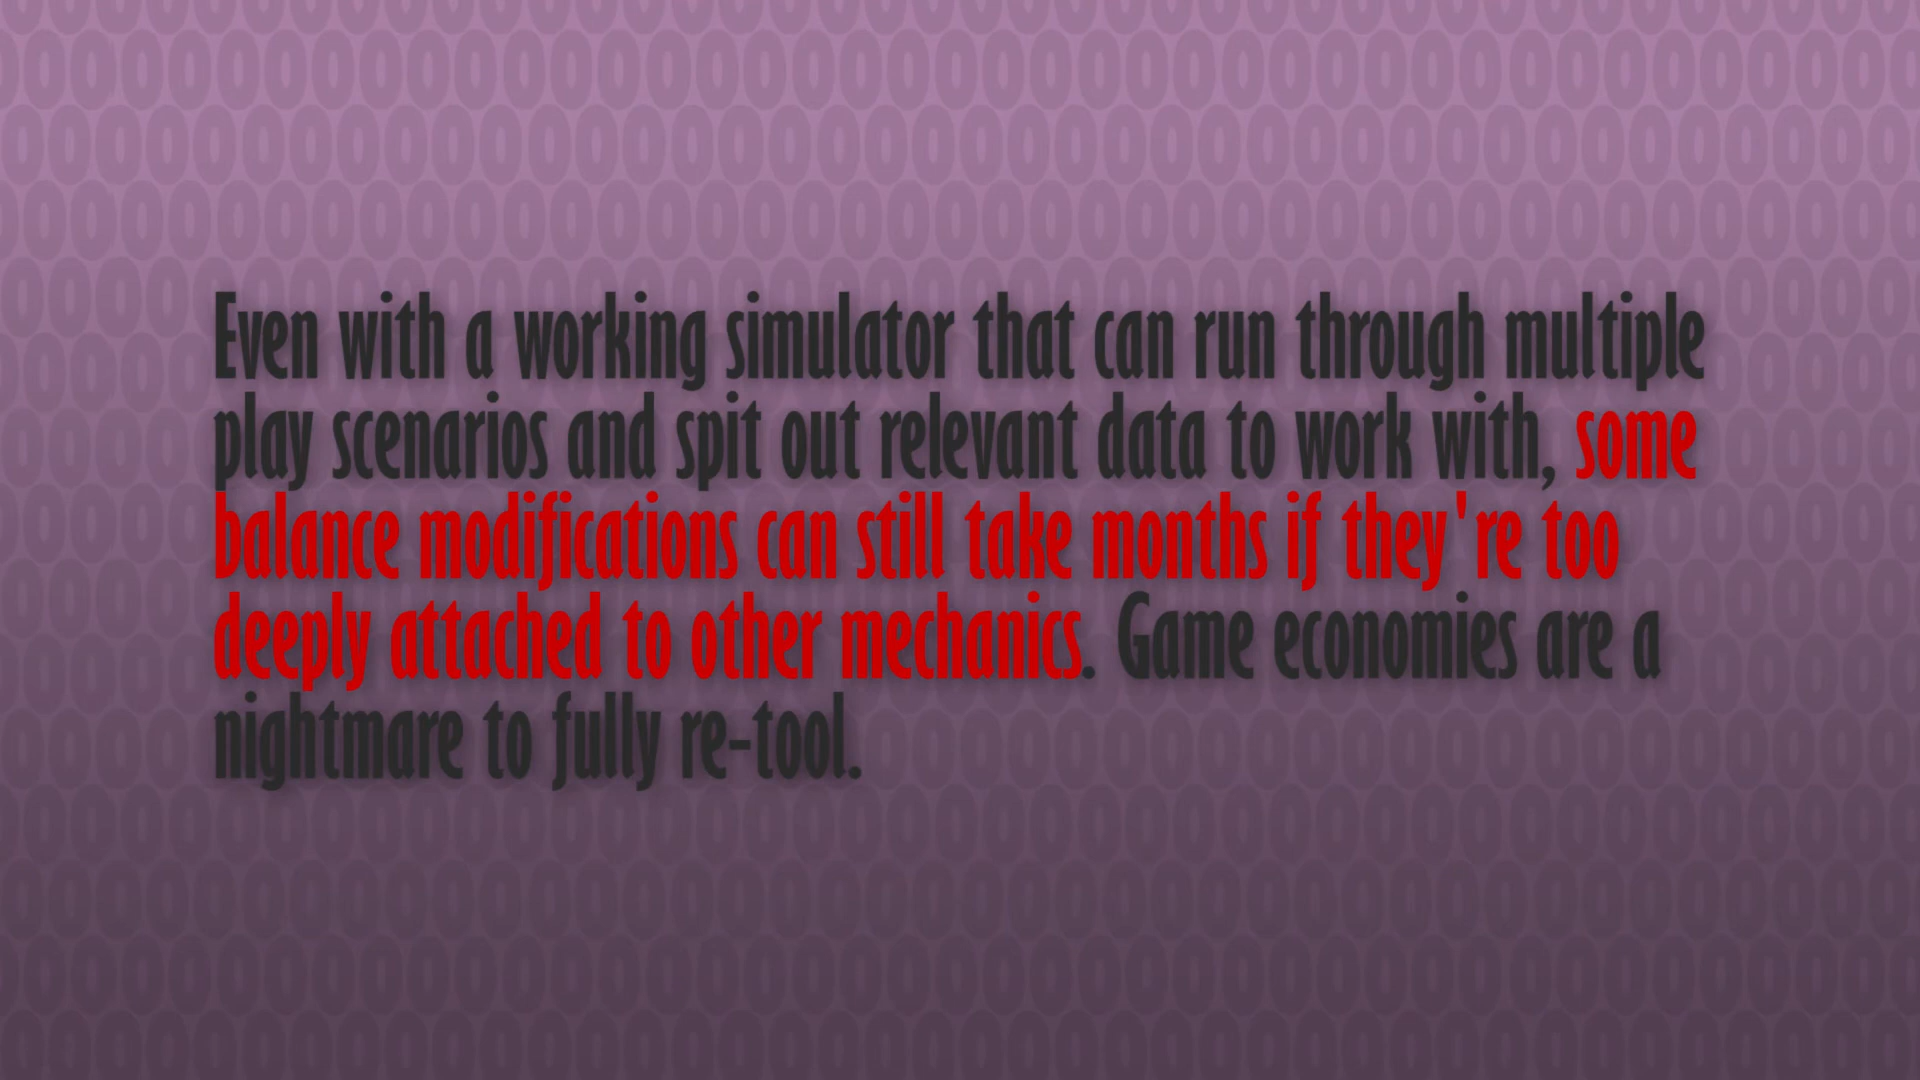 Even with a working simulator that can run through multiple
play scenarios and spit out relevant data to work with, some
balance modifications can still take months if they're too
deeply attached to other mechanics. Game economies are a
nightmare to fully re-tool.